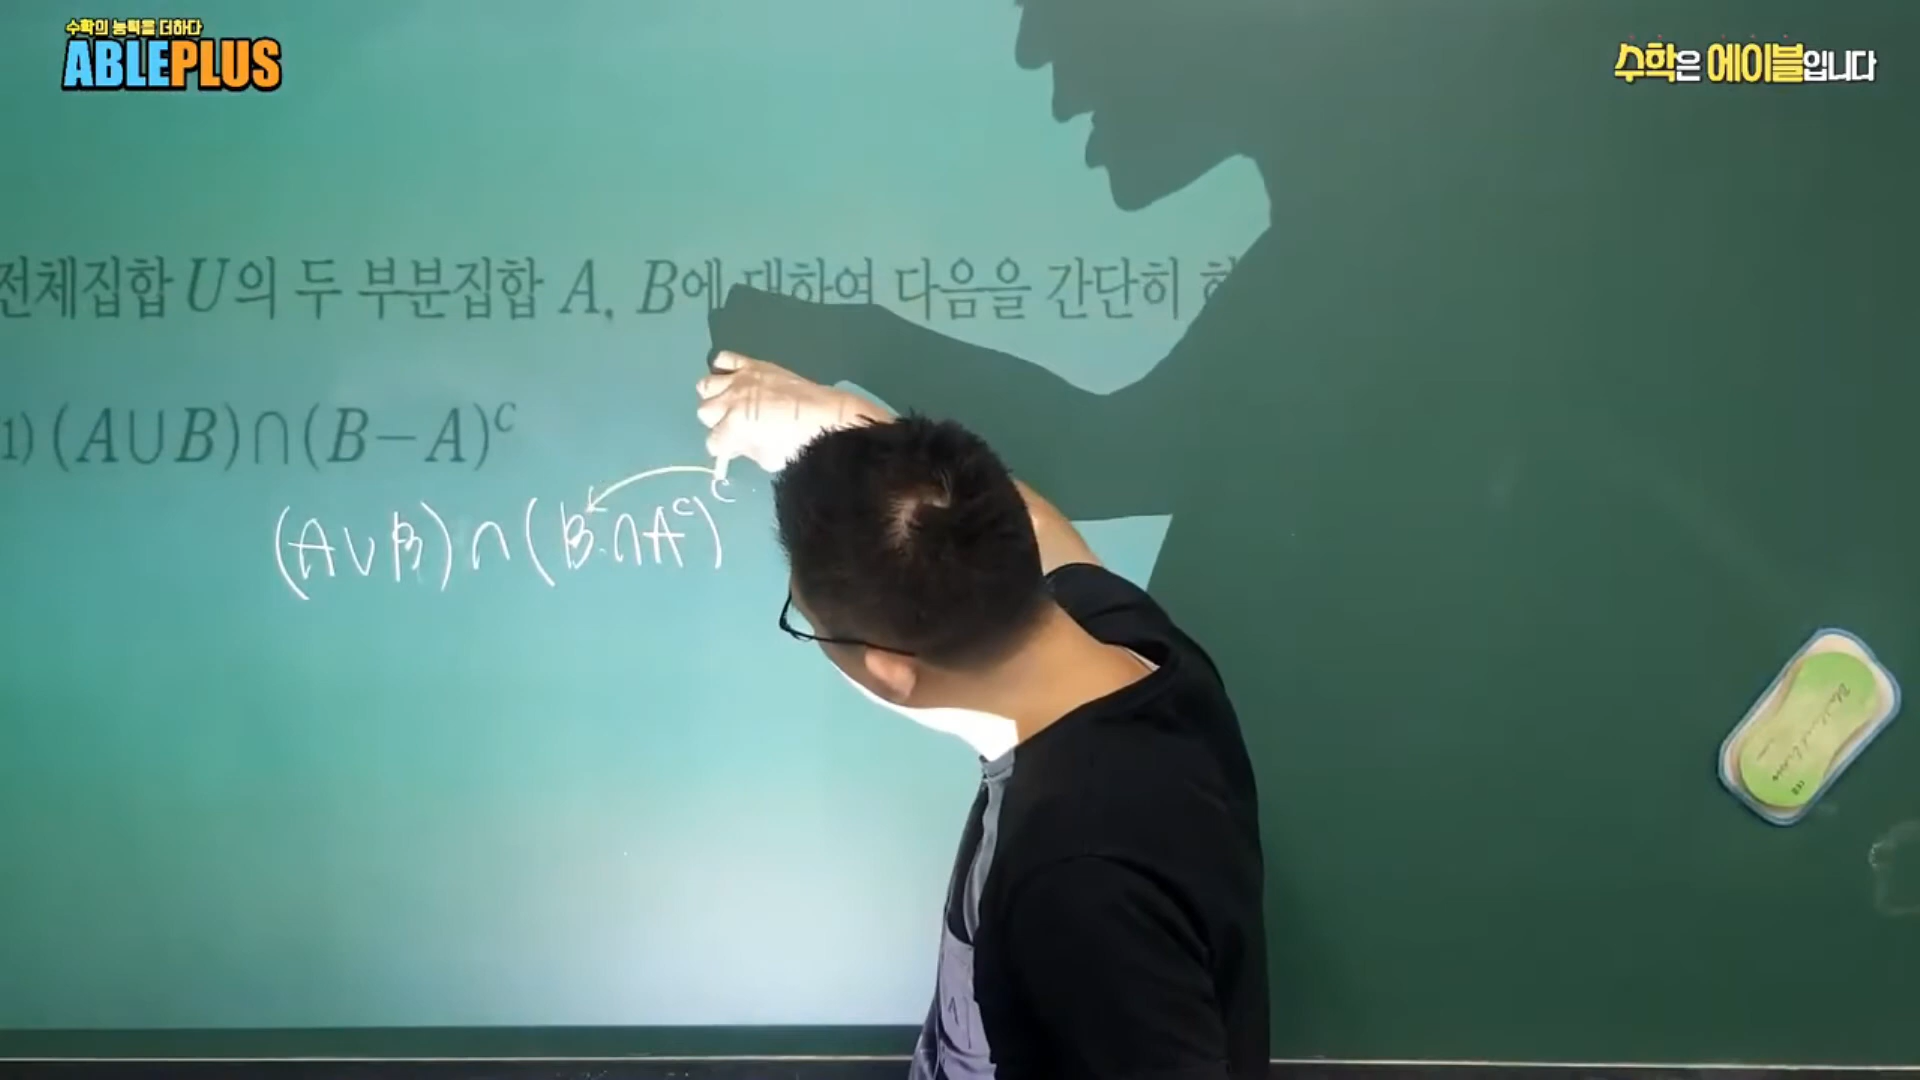 수학의 능력을 더하다
ABLEPLUS
수학은 에이블입니다
전체집합 U의 두 부분집합 A, B에 대하여 다음을 간단히
1) (A∪B)∩(B−A)^C
(A∪B)∩(B∩A^c)^c